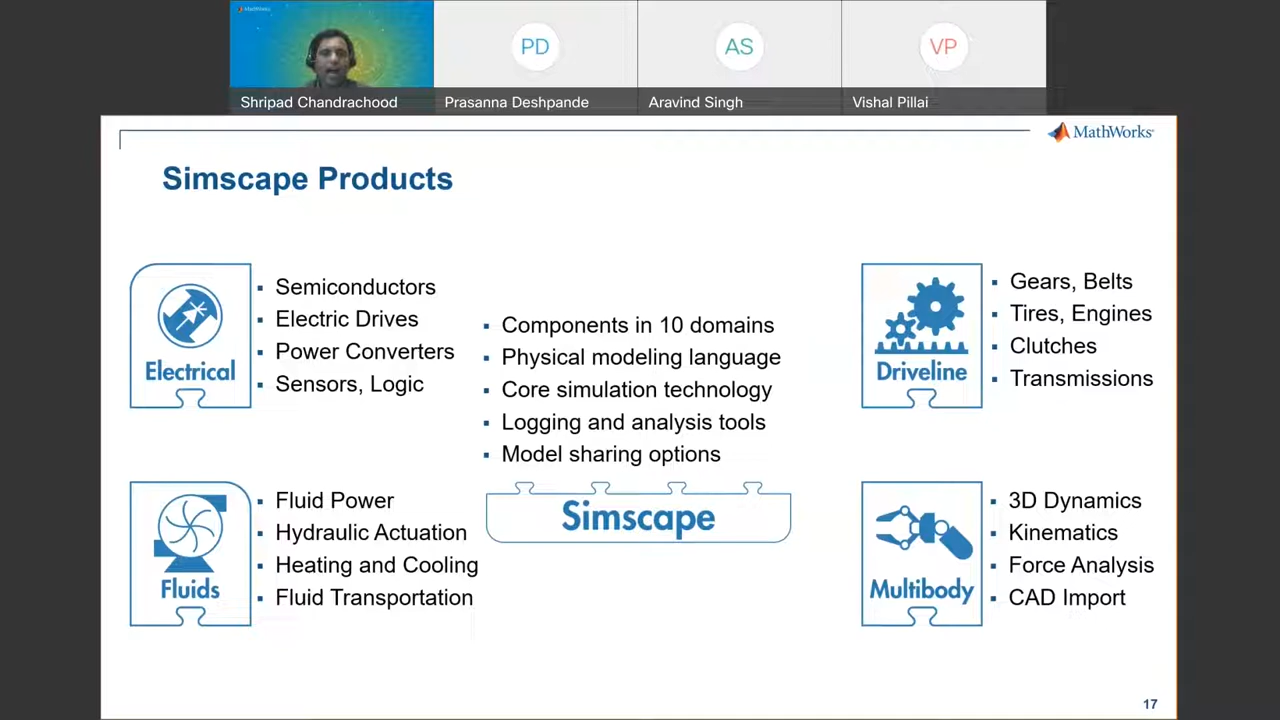 MathWorks
PD
AS
VP
Shripad Chandrachood
Prasanna Deshpande
Aravind Singh
Vishal Pillai
MathWorks
Simscape Products
Electrical
▪ Semiconductors
▪ Electric Drives
▪ Power Converters
▪ Sensors, Logic
▪ Components in 10 domains
▪ Physical modeling language
▪ Core simulation technology
▪ Logging and analysis tools
▪ Model sharing options
Simscape
Driveline
▪ Gears, Belts
▪ Tires, Engines
▪ Clutches
▪ Transmissions
Fluids
▪ Fluid Power
▪ Hydraulic Actuation
▪ Heating and Cooling
▪ Fluid Transportation
Multibody
▪ 3D Dynamics
▪ Kinematics
▪ Force Analysis
▪ CAD Import
17